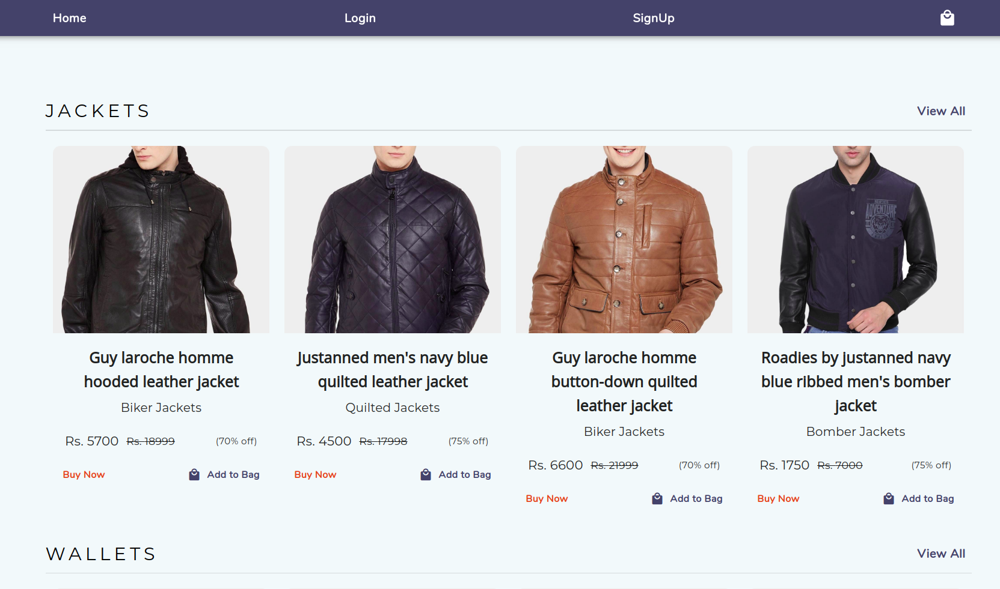 Home Login SignUp
JACKETS View All
ADVENTURE
Guy laroche homme
hooded leather jacket
Biker Jackets
Rs. 5700 Rs. 18999 (70% off)
Buy Now Add to Bag
Justanned men's navy blue
quilted leather jacket
Quilted Jackets
Rs. 4500 Rs. 17998 (75% off)
Buy Now Add to Bag
Guy laroche homme
button-down quilted
leather jacket
Biker Jackets
Rs. 6600 Rs. 21999 (70% off)
Buy Now Add to Bag
Roadies by justanned navy
blue ribbed men's bomber
jacket
Bomber Jackets
Rs. 1750 Rs. 7000 (75% off)
Buy Now Add to Bag
WALLETS View All